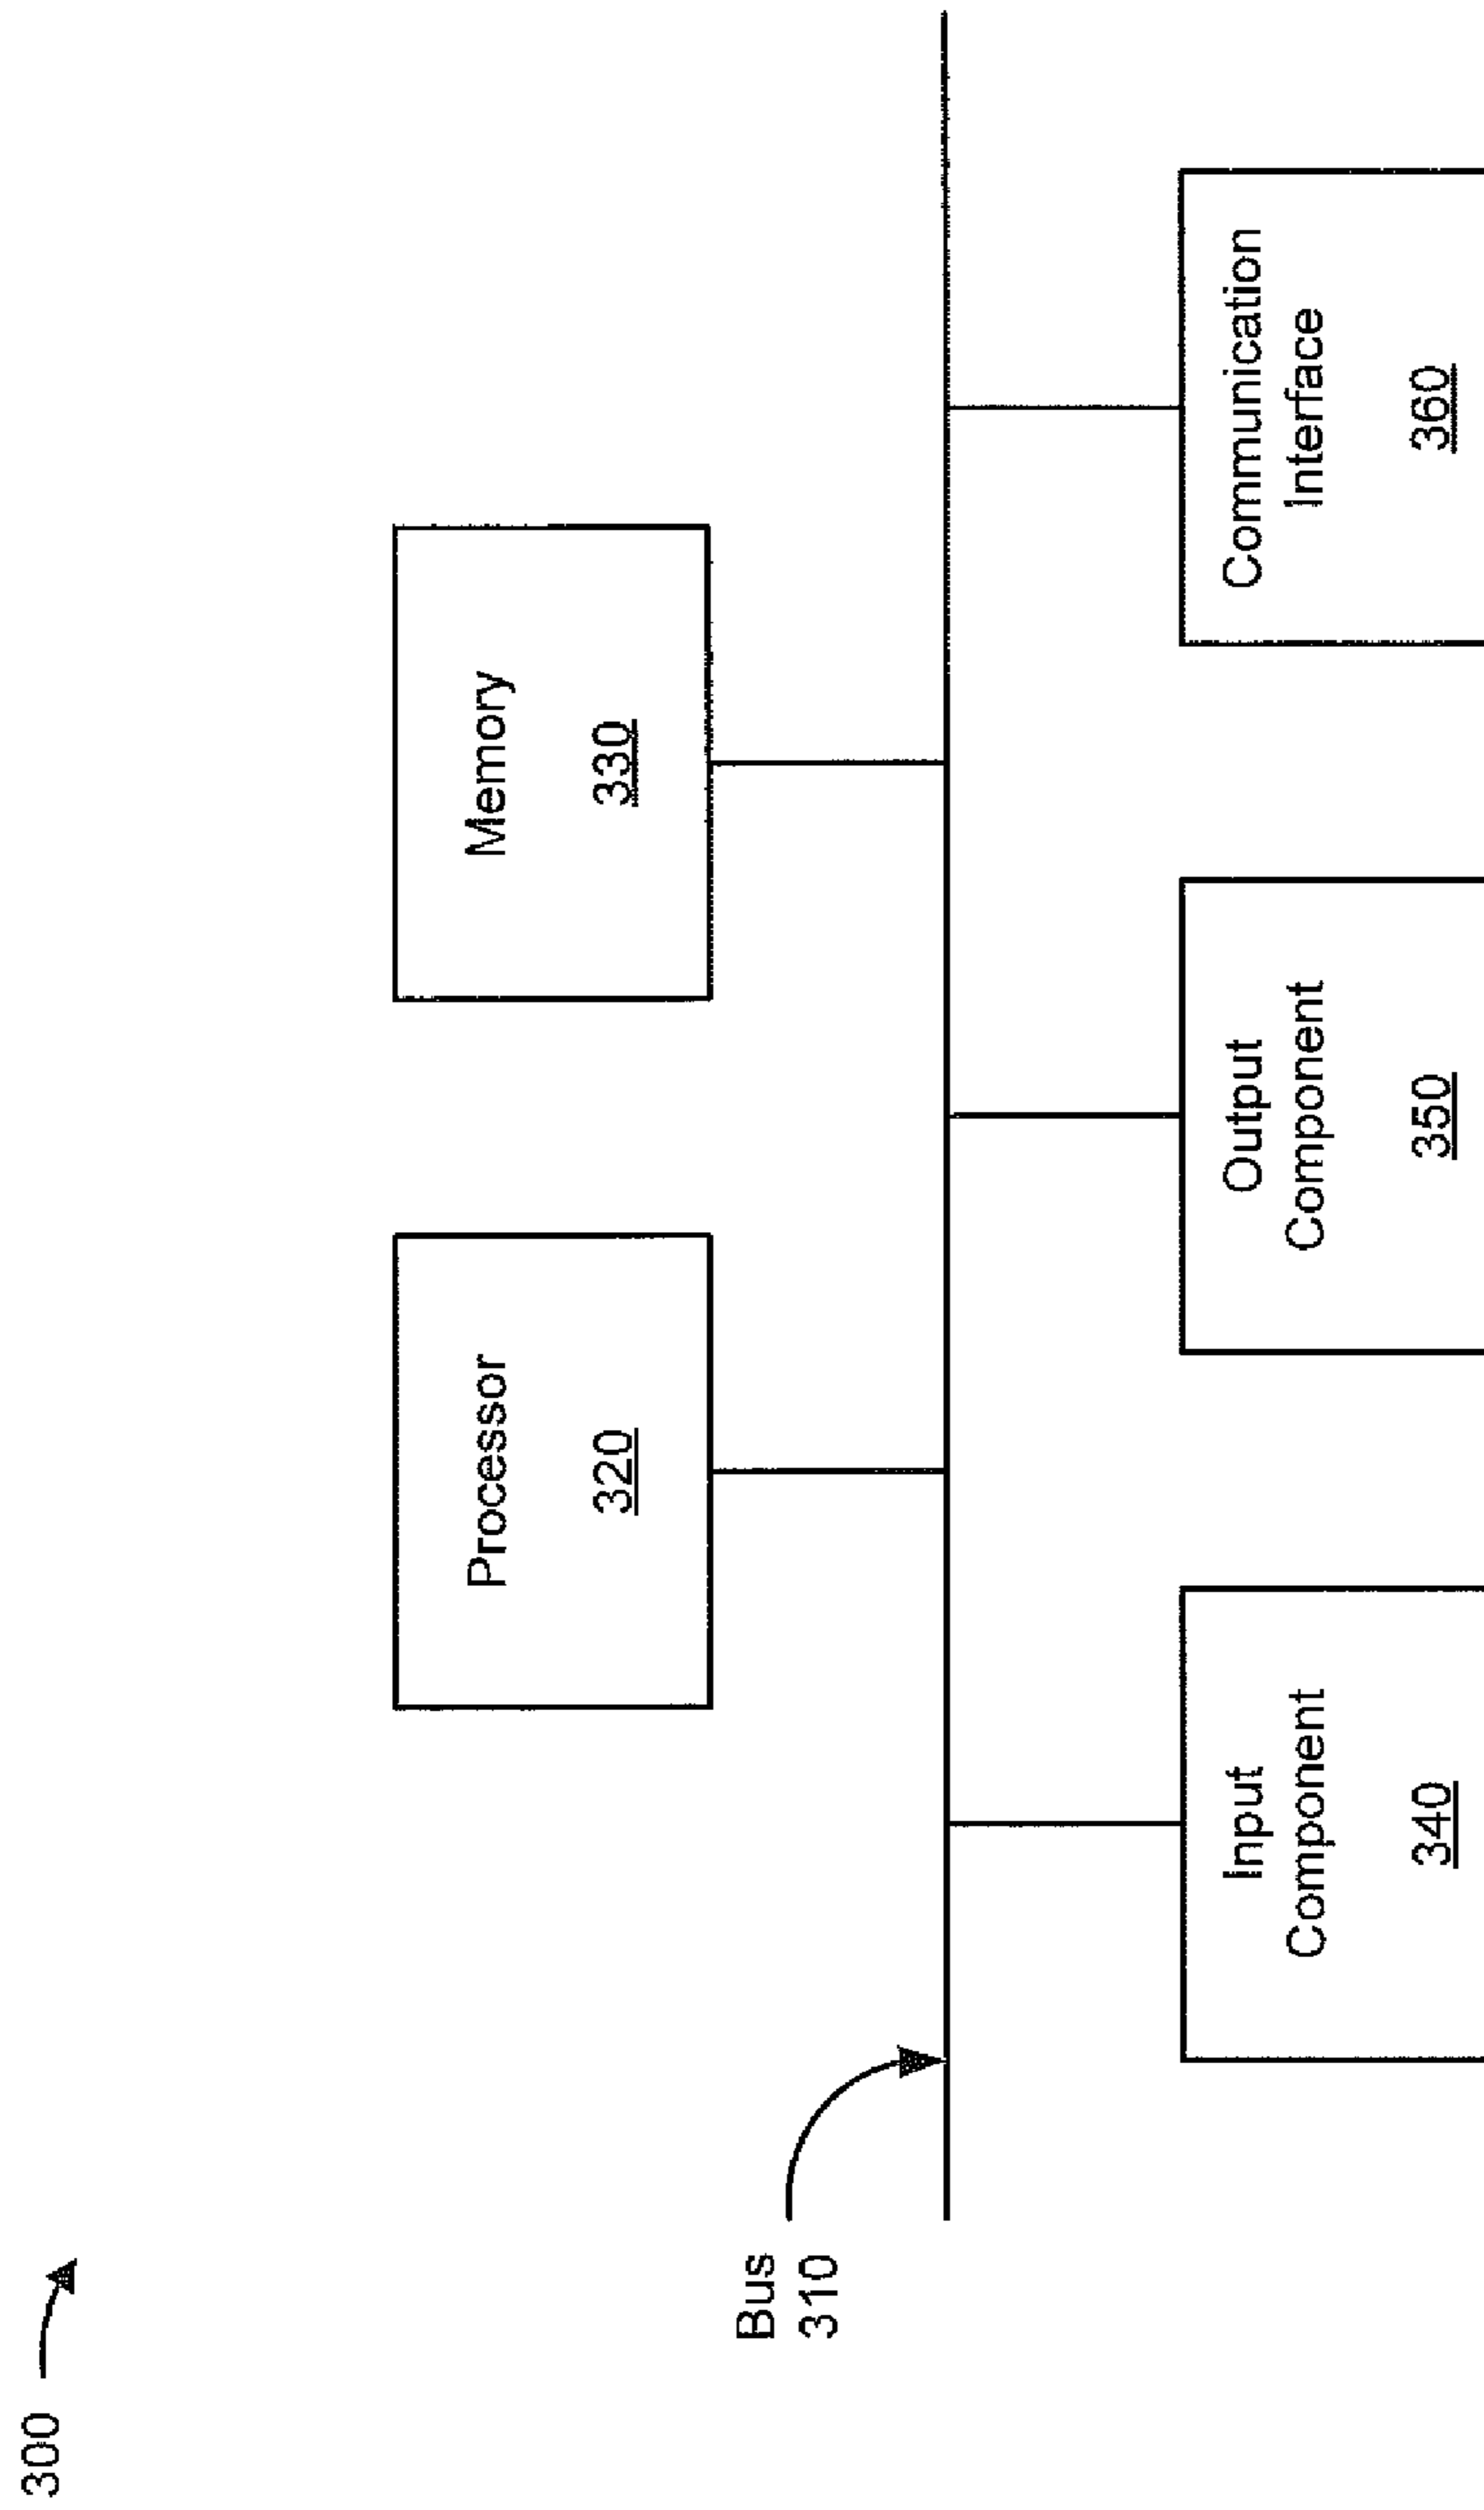 300
Processor
320
Memory
330
Bus
310
Input
Component
340
Output
Component
350
Communication
Interface
360